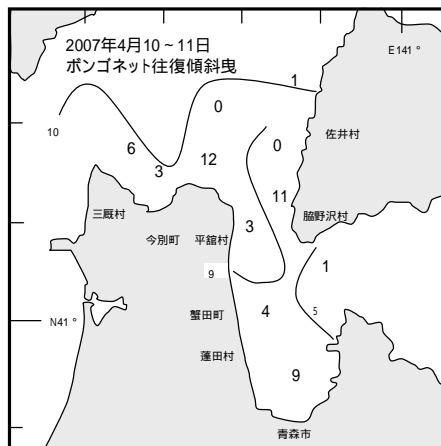 2007年4月10~11日
ボンゴネット往復傾斜曳
E141°
1
0
佐井村
10
6
0
3
12
11
三厩村
脇野沢村
今別町
平舘村
3
9
1
N41°
蟹田町
4
5
蓬田村
9
青森市